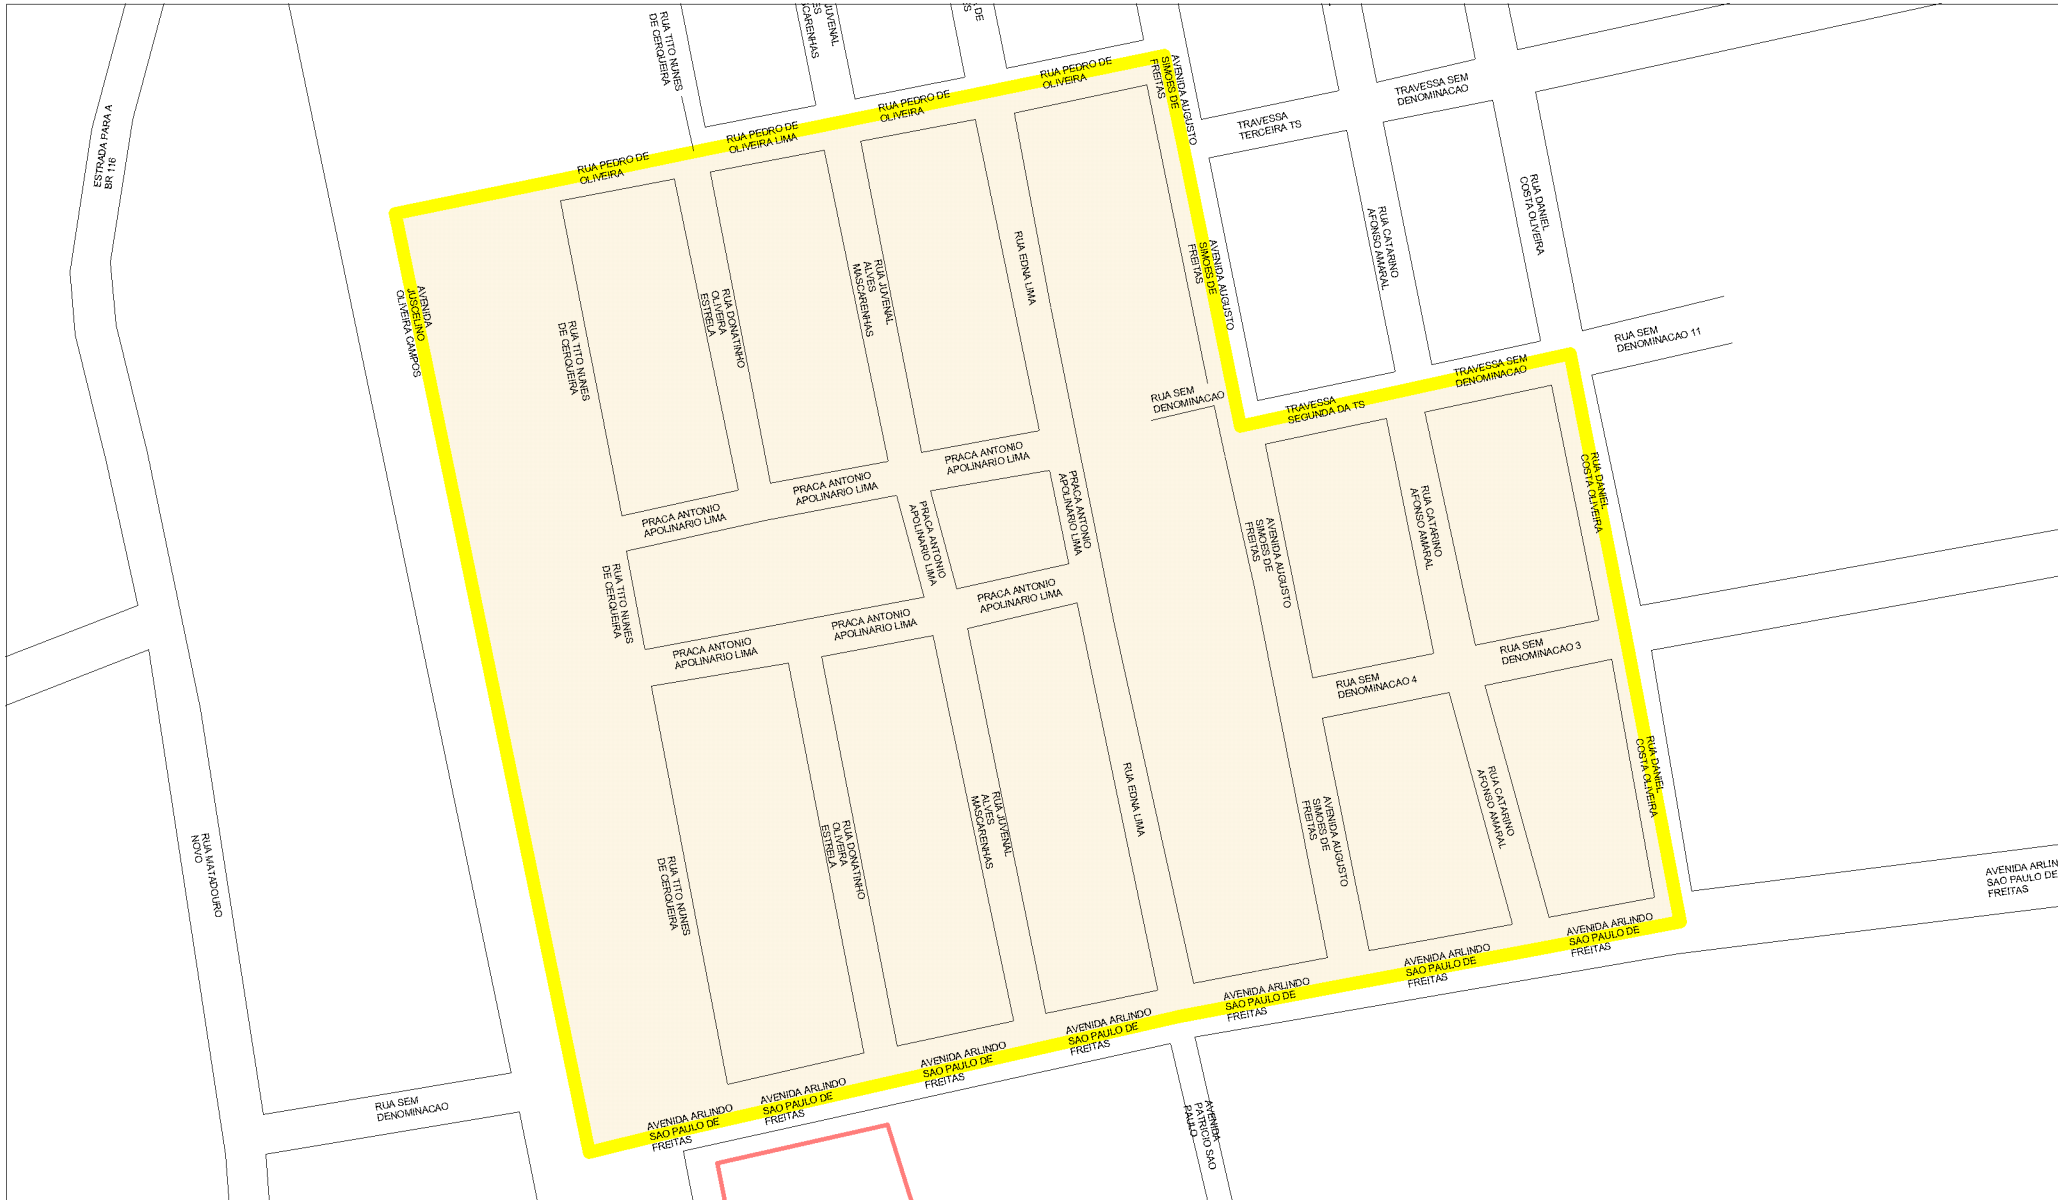 RUA TITO NUNES
DE CERQUEIRA
ES
SCARENHAS
JUVENAL
DE
S
RUA PEDRO DE
OLIVEIRA
RUA PEDRO DE
OLIVEIRA LIMA
RUA PEDRO DE
OLIVEIRA
RUA PEDRO DE
OLIVEIRA
AVENIDA AUGUSTO
SIMOES DE
FREITAS
TRAVESSA
TERCEIRA TS
TRAVESSA SEM
DENOMINACAO
ESTRADA PARA A
BR 116
RUA CATARINO
AFONSO AMARAL
RUA DANIEL
COSTA OLIVEIRA
AVENIDA
JUSCELINO
OLIVEIRA CAMPOS
RUA TITO NUNES
DE CERQUEIRA
RUA DONATINHO
OLIVEIRA
ESTRELA
RUA JUVENAL
ALVES
MASCARENHAS
RUA EDNA LIMA
AVENIDA AUGUSTO
SIMOES DE
FREITAS
RUA SEM
DENOMINACAO 11
RUA SEM
DENOMINACAO
TRAVESSA
SEGUNDA DA TS
TRAVESSA SEM
DENOMINACAO
PRACA ANTONIO
APOLINARIO LIMA
PRACA ANTONIO
APOLINARIO LIMA
PRACA ANTONIO
APOLINARIO LIMA
PRACA ANTONIO
APOLINARIO LIMA
PRACA ANTONIO
APOLINARIO LIMA
AVENIDA AUGUSTO
SIMOES DE
FREITAS
RUA CATARINO
AFONSO AMARAL
RUA DANIEL
COSTA OLIVEIRA
RUA TITO NUNES
DE CERQUEIRA
PRACA ANTONIO
APOLINARIO LIMA
PRACA ANTONIO
APOLINARIO LIMA
PRACA ANTONIO
APOLINARIO LIMA
RUA SEM
DENOMINACAO 4
RUA SEM
DENOMINACAO 3
RUA MATADOURO
NOVO
RUA TITO NUNES
DE CERQUEIRA
RUA DONATINHO
OLIVEIRA
ESTRELA
RUA JUVENAL
ALVES
MASCARENHAS
RUA EDNA LIMA
AVENIDA AUGUSTO
SIMOES DE
FREITAS
RUA CATARINO
AFONSO AMARAL
RUA DANIEL
COSTA OLIVEIRA
AVENIDA ARLIN
SAO PAULO DE
FREITAS
AVENIDA ARLINDO
SAO PAULO DE
FREITAS
AVENIDA ARLINDO
SAO PAULO DE
FREITAS
AVENIDA ARLINDO
SAO PAULO DE
FREITAS
AVENIDA ARLINDO
SAO PAULO DE
FREITAS
AVENIDA ARLINDO
SAO PAULO DE
FREITAS
AVENIDA ARLINDO
SAO PAULO DE
FREITAS
AVENIDA ARLINDO
SAO PAULO DE
FREITAS
RUA SEM
DENOMINACAO
AVENIDA
PATRICIO SAO
PAULO